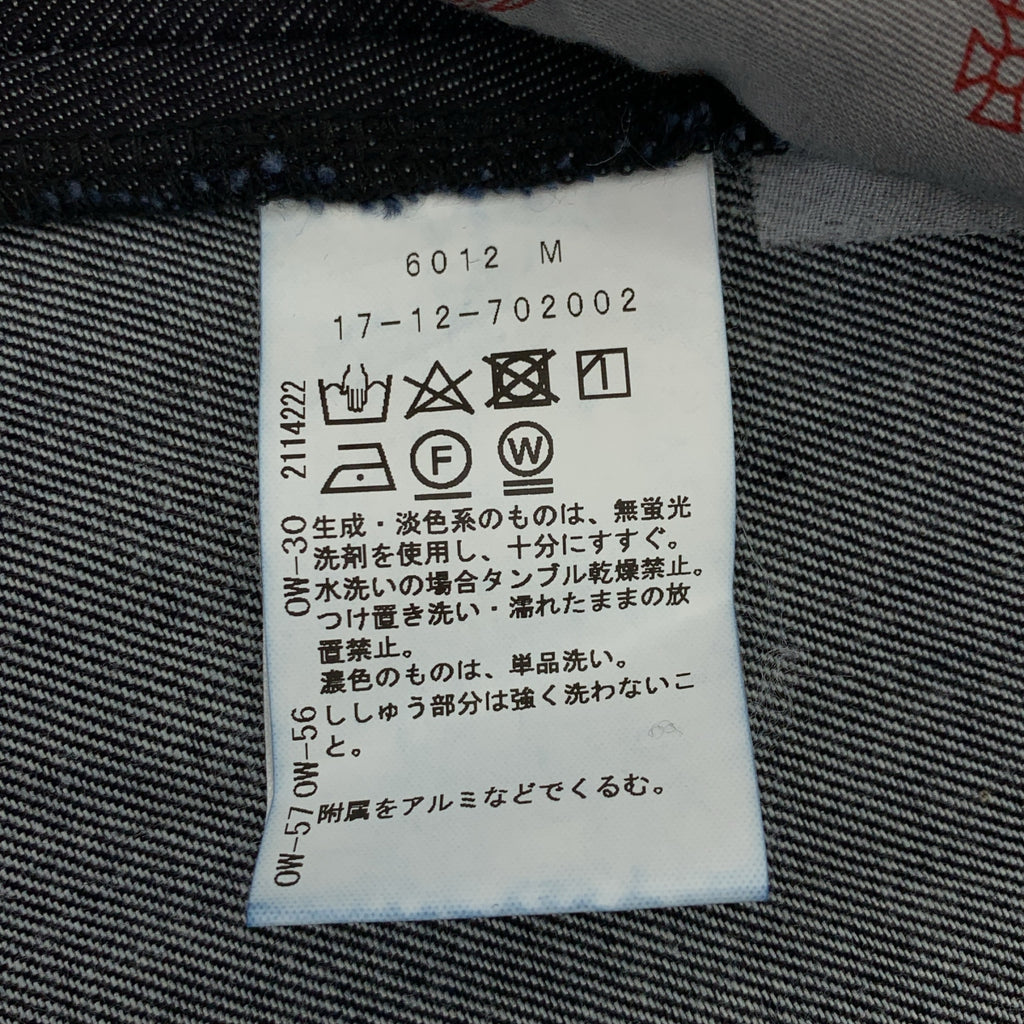 6012 M
17-12-702002
F W
生成・淡色系のものは、無蛍光
洗剤を使用し、十分にすすぐ。
水洗いの場合タンブル乾燥禁止。
つけ置き洗い・濡れたままの放
置禁止。
濃色のものは、単品洗い。
ししゅう部分は強く洗わないこ
と。
附属をアルミなどでくるむ。
OW-57 OW-56 OW-30 2114222